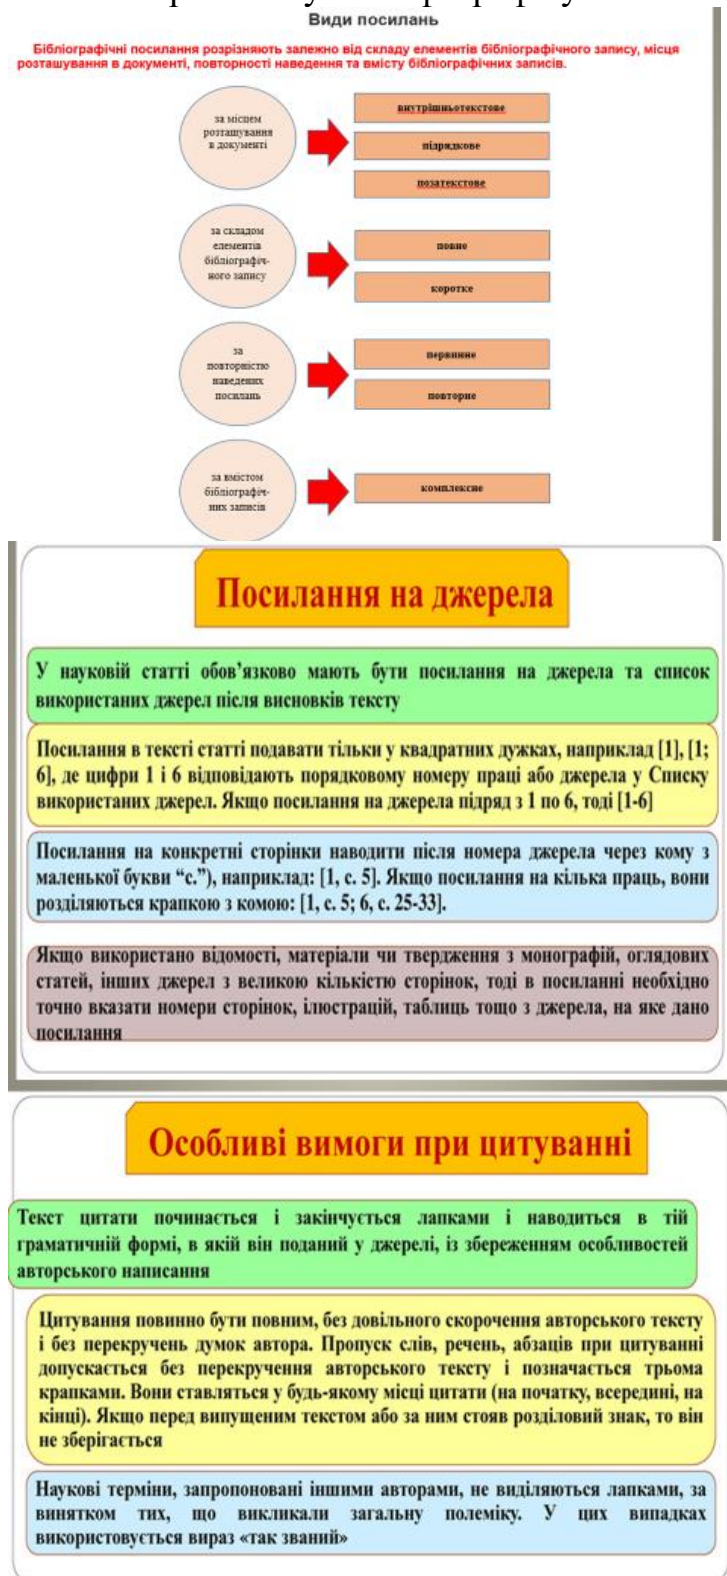 Види посилань
Бібліографічні посилання розрізняють залежно від складу елементів бібліографічного запису, місця
розташування в документі, повторності наведення та вмісту бібліографічних записів.
за місцем
розташування
в документі
внутрішньотекстове
підрядкове
позатекстове
за складом
елементів
бібліографіч-
ного запису
повне
коротке
за
повторністю
наведених
посилань
первинне
повторне
за вмістом
бібліографіч-
них записів
комплексне
Посилання на джерела
У науковій статті обов’язково мають бути посилання на джерела та список
використаних джерел після висновків тексту
Посилання в тексті статті подавати тільки у квадратних дужках, наприклад [1], [1;
6], де цифри 1 і 6 відповідають порядковому номеру праці або джерела у Списку
використаних джерел. Якщо посилання на джерела підряд з 1 по 6, тоді [1-6]
Посилання на конкретні сторінки наводити після номера джерела через кому з
маленької букви “с.”), наприклад: [1, с. 5]. Якщо посилання на кілька праць, вони
розділяються крапкою з комою: [1, с. 5; 6, с. 25-33].
Якщо використано відомості, матеріали чи твердження з монографій, оглядових
статей, інших джерел з великою кількістю сторінок, тоді в посиланні необхідно
точно вказати номери сторінок, ілюстрацій, таблиць тощо з джерела, на яке дано
посилання
Особливі вимоги при цитуванні
Текст цитати починається і закінчується лапками і наводиться в тій
граматичній формі, в якій він поданий у джерелі, із збереженням особливостей
авторського написання
Цитування повинно бути повним, без довільного скорочення авторського тексту
і без перекручень думок автора. Пропуск слів, речень, абзаців при цитуванні
допускається без перекручення авторського тексту і позначається трьома
крапками. Вони ставляться у будь-якому місці цитати (на початку, всередині, на
кінці). Якщо перед випущеним текстом або за ним стояв розділовий знак, то він
не зберігається
Наукові терміни, запропоновані іншими авторами, не виділяються лапками, за
винятком тих, що викликали загальну полеміку. У цих випадках
використовується вираз «так званий»